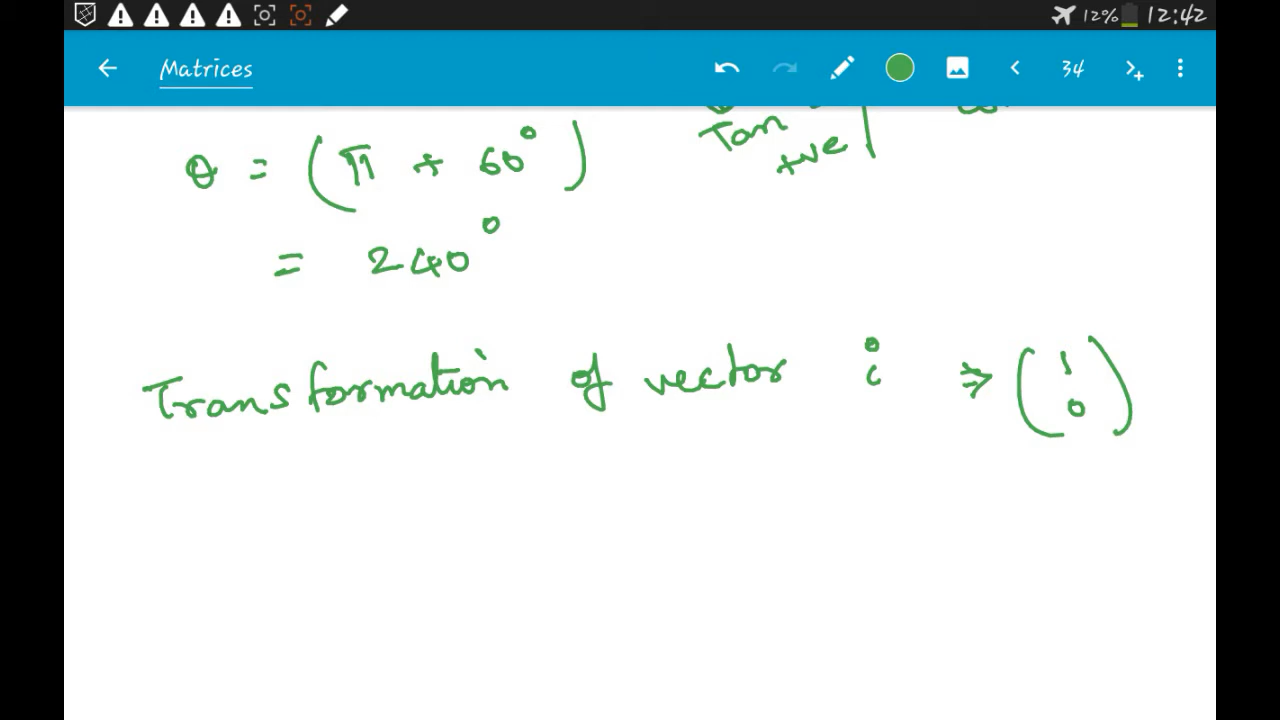 12% 12:42
Matrices 34
Tan
+ve
θ = (π + 60°)
= 240°
Transformation of vector i ⇒ (1
0)